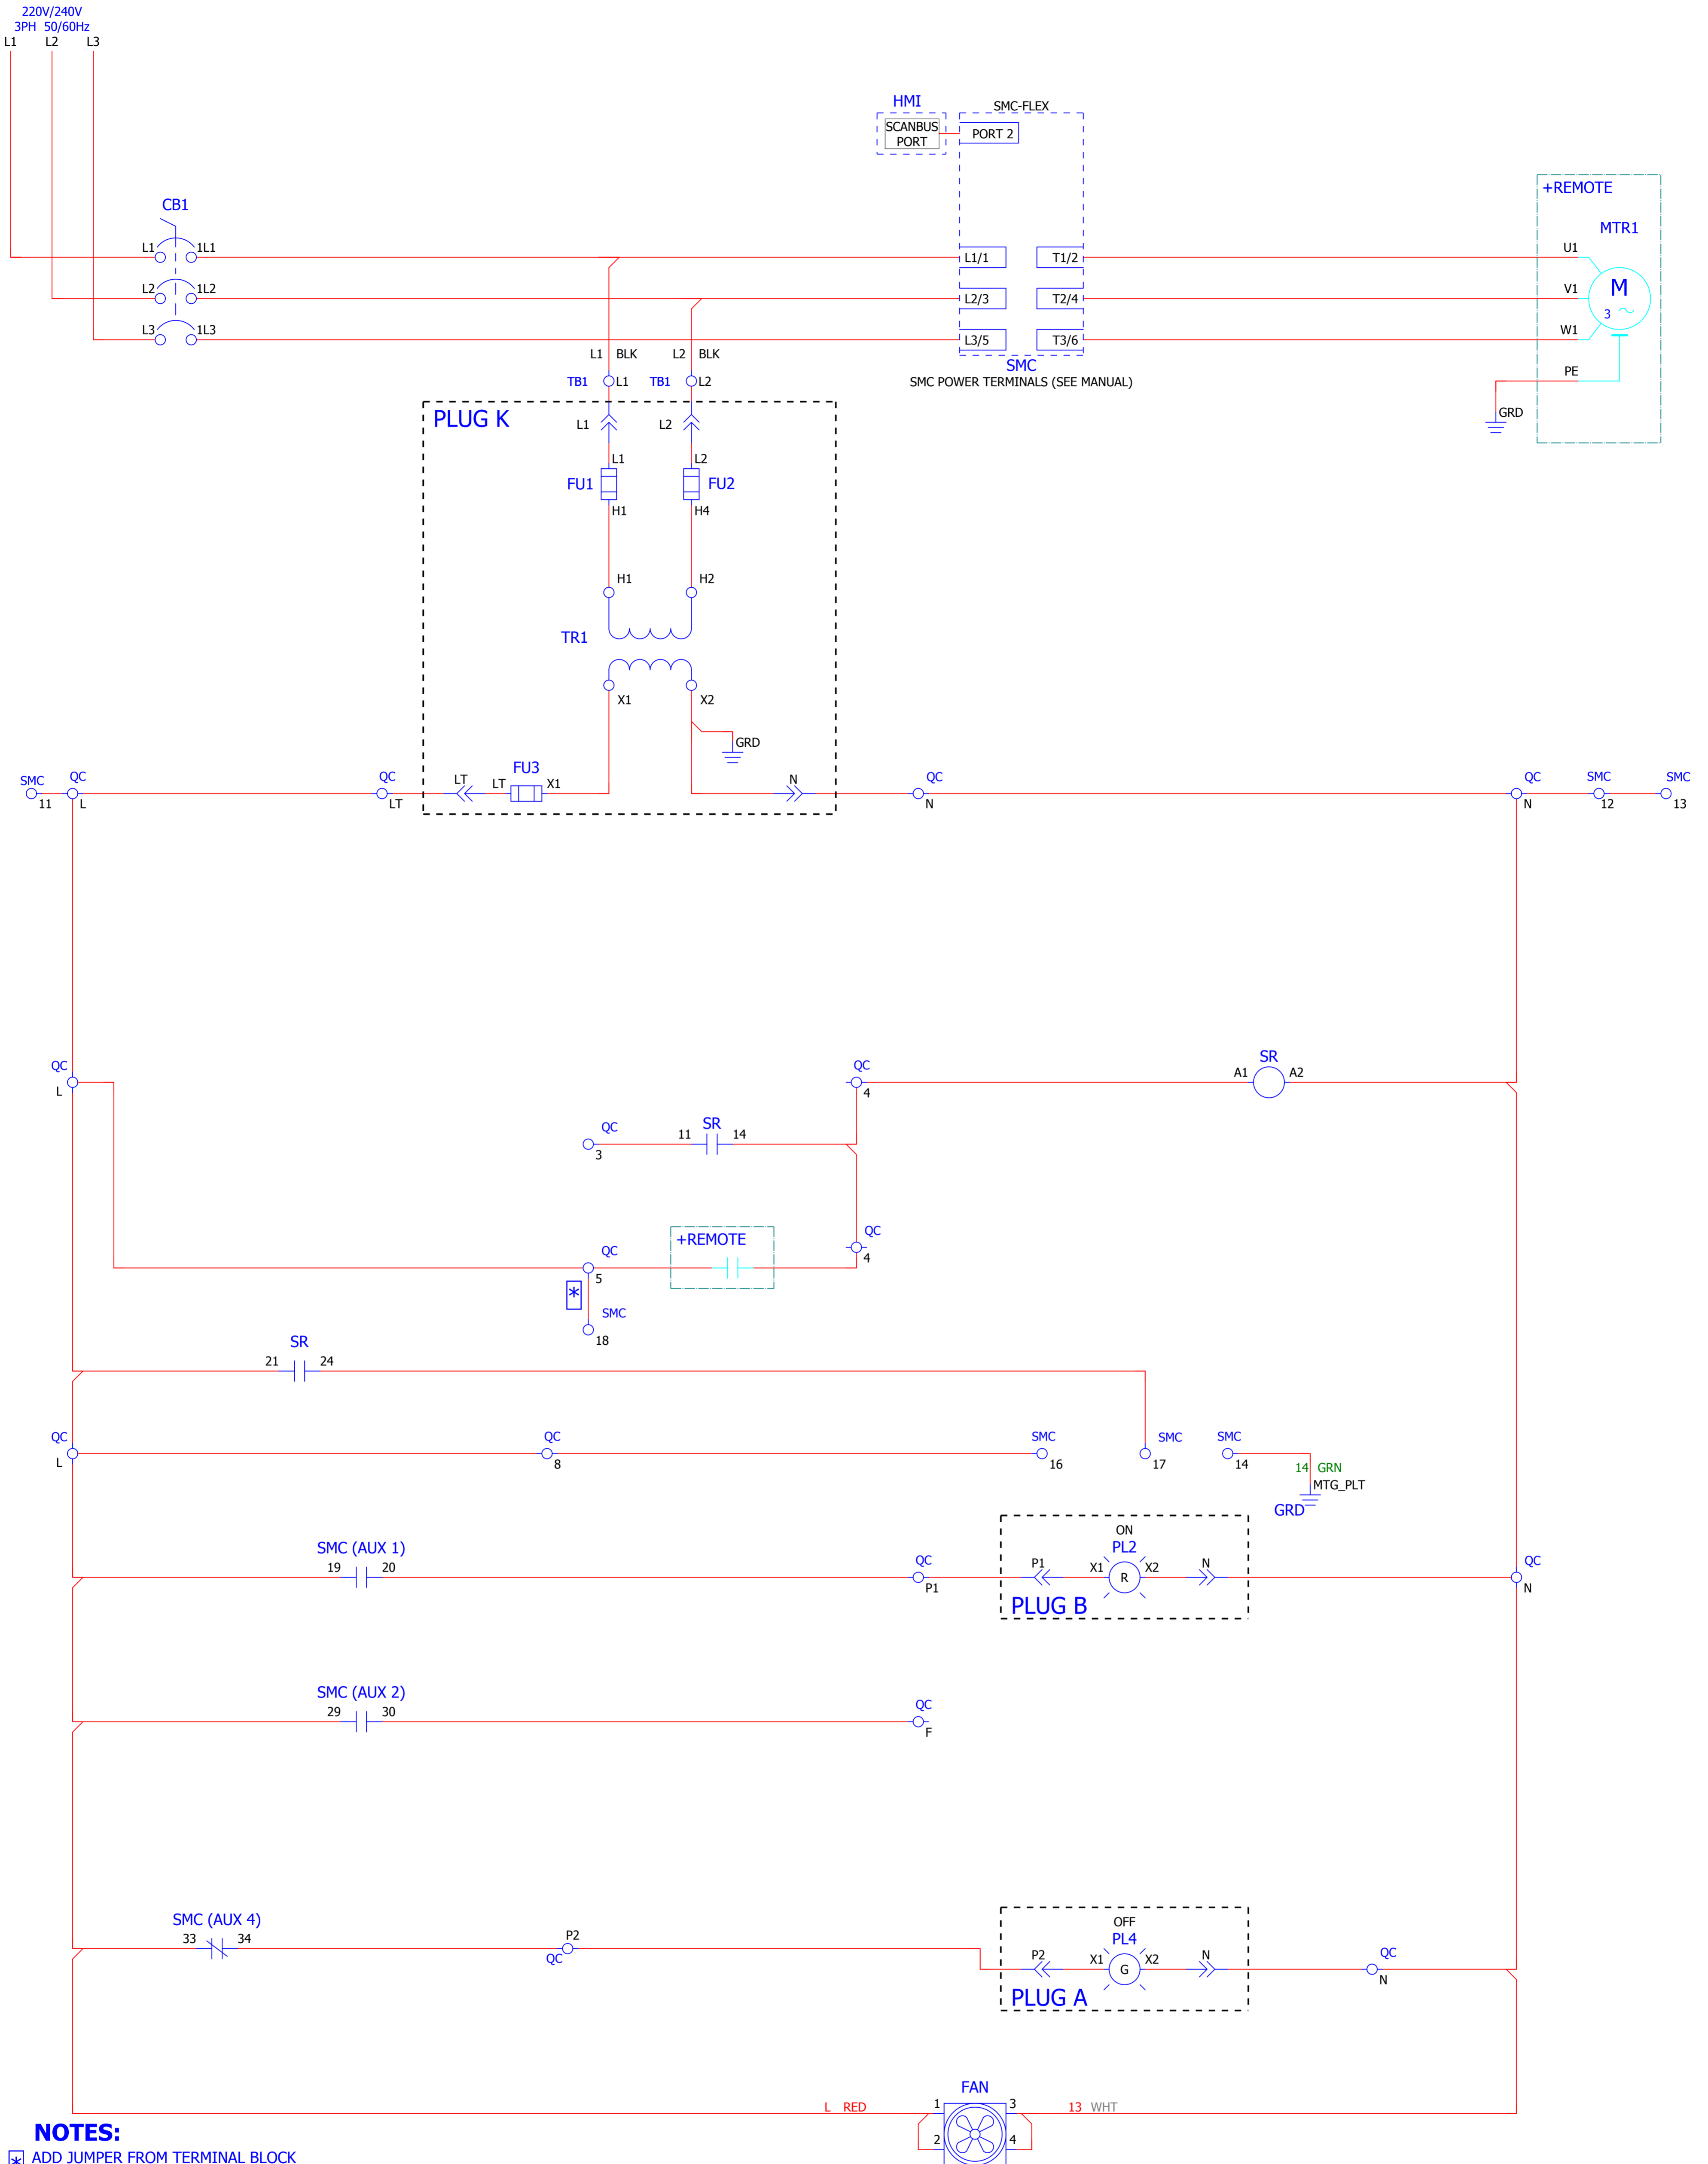 220V/240V
3PH 50/60Hz
L1 L2 L3
HMI
SMC-FLEX
SCANBUS
PORT
PORT 2
+REMOTE
CB1
MTR1
L1 1L1 L1/1 T1/2 U1
L2 1L2 L2/3 T2/4 V1
M
3
L3 1L3 L3/5 T3/6 W1
L1 BLK L2 BLK
SMC
SMC POWER TERMINALS (SEE MANUAL)
PE
TB1 L1 TB1 L2
GRD
PLUG K
L1 L2
L1 L2
FU1 FU2
H1 H4
H1 H2
TR1
X1 X2
GRD
SMC QC QC LT LT FU3 X1 N QC QC SMC SMC
11 L LT N N 12 13
QC QC SR
L 4 A1 A2
QC SR
3 11 14
QC +REMOTE QC
5 4
*
SMC
18
SR
21 24
QC QC SMC SMC SMC
L 8 16 17 14
14 GRN
MTG_PLT
GRD
ON
SMC (AUX 1) PL2
19 20 QC P1 X1 X2 N QC
P1 R N
PLUG B
SMC (AUX 2)
29 30 QC
F
OFF
SMC (AUX 4) PL4
33 34 P2 P2 X1 X2 N QC
QC G N
PLUG A
FAN
L RED 1 3 13 WHT
2 4
NOTES:
* ADD JUMPER FROM TERMINAL BLOCK